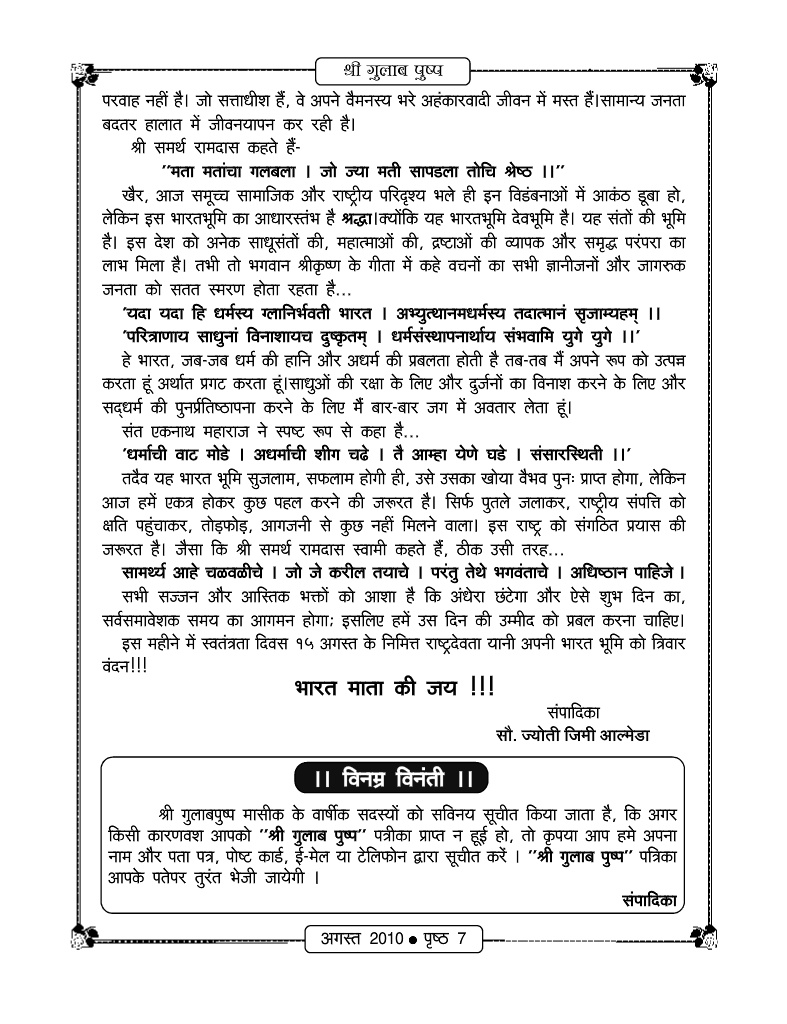 श्री गुलाब पुष्प
परवाह नहीं है। जो सत्ताधीश हैं, वे अपने वैमनस्य भरे अहंकारवादी जीवन में मस्त हैं।सामान्य जनता
बदतर हालात में जीवनयापन कर रही है।
श्री समर्थ रामदास कहते हैं-
’’मता मतांचा गलबला । जो ज्या मती सापडला तोचि श्रेष्ठ ।।’’
खैर, आज समूच्च सामाजिक और राष्ट्रीय परिदृश्य भले ही इन विडंबनाओं में आकंठ डूबा हो,
लेकिन इस भारतभूमि का आधारस्तंभ है श्रद्धा।क्योंकि यह भारतभूमि देवभूमि है। यह संतों की भूमि
है। इस देश को अनेक साधूसंतों की, महात्माओं की, द्रष्टाओं की व्यापक और समृद्ध परंपरा का
लाभ मिला है। तभी तो भगवान श्रीकृष्ण के गीता में कहे वचनों का सभी ज्ञानीजनों और जागरुक
जनता को सतत स्मरण होता रहता है...
’यदा यदा हि धर्मस्य ग्लानिर्भवती भारत । अभ्युत्थानमधर्मस्य तदात्मानं सृजाम्यहम् ।।
’परित्राणाय साधुनां विनाशायच दुष्कृतम् । धर्मसंस्थापनार्थाय संभवामि युगे युगे ।।’
हे भारत, जब-जब धर्म की हानि और अधर्म की प्रबलता होती है तब-तब मैं अपने रूप को उत्पन्न
करता हूं अर्थात प्रगट करता हूं।साधुओं की रक्षा के लिए और दुर्जनों का विनाश करने के लिए और
सद्धर्म की पुनर्प्रतिष्ठापना करने के लिए मैं बार-बार जग में अवतार लेता हूं।
संत एकनाथ महाराज ने स्पष्ट रूप से कहा है...
’धर्माची वाट मोडे । अधर्माची शीग चढे । तै आम्हा येणे घडे । संसारस्थिती ।।’
तदैव यह भारत भूमि सुजलाम, सफलाम होगी ही, उसे उसका खोया वैभव पुनः प्राप्त होगा, लेकिन
आज हमें एकत्र होकर कुछ पहल करने की जरूरत है। सिर्फ पुतले जलाकर, राष्ट्रीय संपत्ति को
क्षति पहुंचाकर, तोड़फोड़, आगजनी से कुछ नहीं मिलने वाला। इस राष्ट्र को संगठित प्रयास की
जरूरत है। जैसा कि श्री समर्थ रामदास स्वामी कहते हैं, ठीक उसी तरह...
सामर्थ्य आहे चळवळीचे । जो जे करील तयाचे । परंतु तेथे भगवंताचे । अधिष्ठान पाहिजे ।
सभी सज्जन और आस्तिक भक्तों को आशा है कि अंधेरा छंटेगा और ऐसे शुभ दिन का,
सर्वसमावेशक समय का आगमन होगा; इसलिए हमें उस दिन की उम्मीद को प्रबल करना चाहिए।
इस महीने में स्वतंत्रता दिवस १५ अगस्त के निमित्त राष्ट्रदेवता यानी अपनी भारत भूमि को त्रिवार
वंदन!!!
भारत माता की जय !!!
संपादिका
सौ. ज्योती जिमी आल्मेडा
।। विनम्र विनंती ।।
श्री गुलाबपुष्प मासीक के वार्षीक सदस्यों को सविनय सूचीत किया जाता है, कि अगर
किसी कारणवश आपको ’’श्री गुलाब पुष्प’’ पत्रीका प्राप्त न हूई हो, तो कृपया आप हमे अपना
नाम और पता पत्र, पोष्ट कार्ड, ई-मेल या टेलिफोन द्वारा सूचीत करें । ’’श्री गुलाब पुष्प’’ पत्रिका
आपके पतेपर तुरंत भेजी जायेगी ।
संपादिका
अगस्त 2010 ● पृष्ठ 7